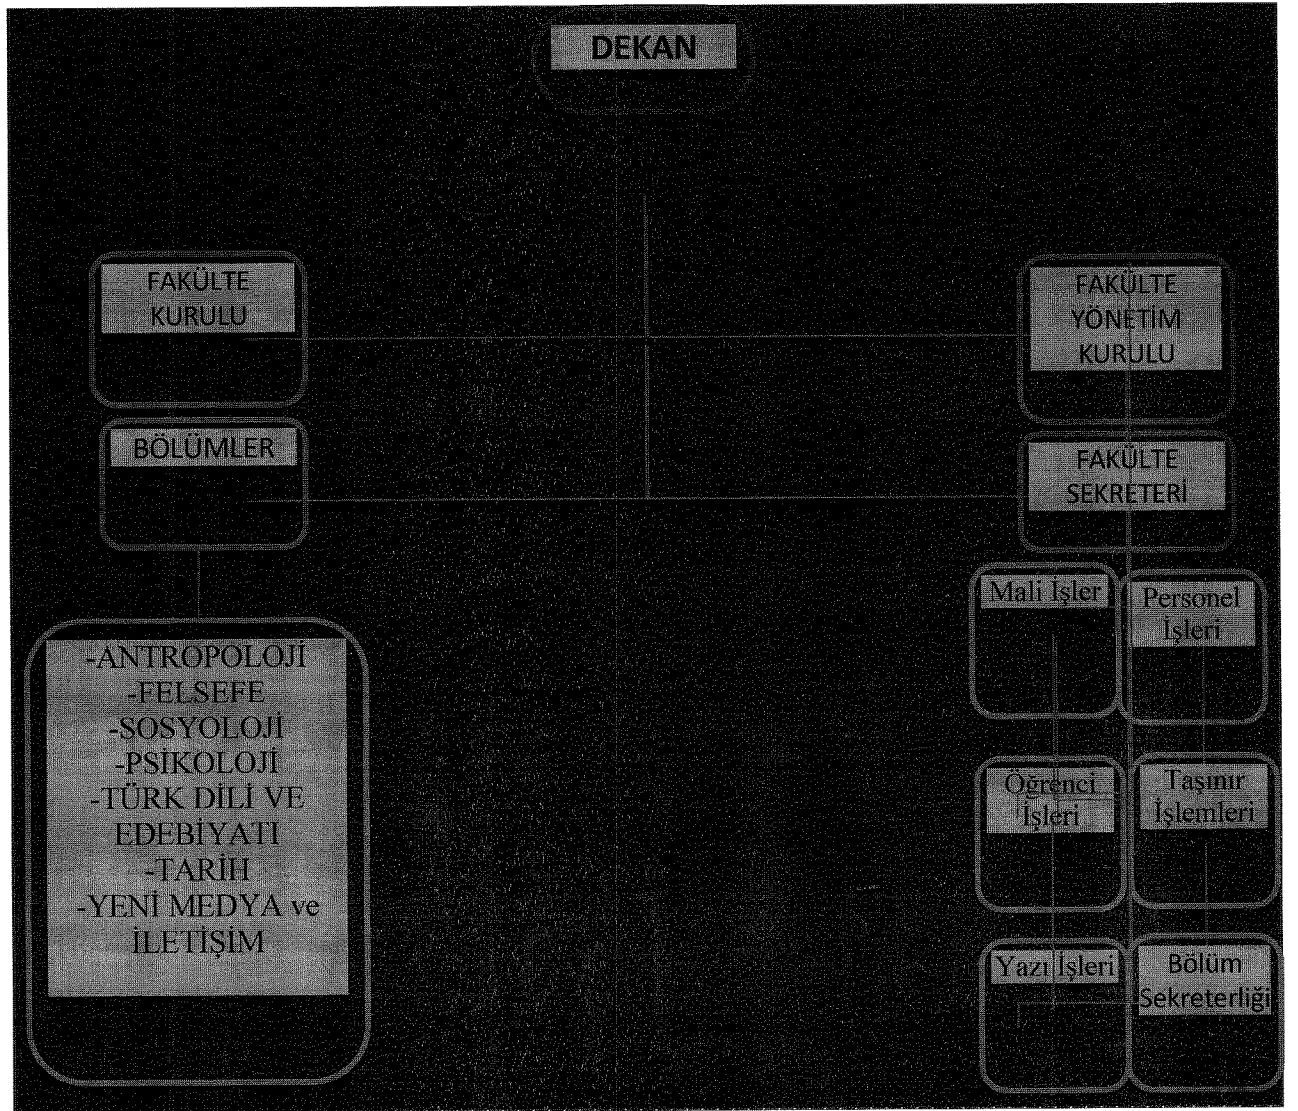 DEKAN
FAKÜLTE
KURULU
FAKÜLTE
YÖNETİM
KURULU
BÖLÜMLER
FAKÜLTE
SEKRETERİ
-ANTROPOLOJİ
-FELSEFE
-SOSYOLOJİ
-PSİKOLOJİ
-TÜRK DİLİ VE
EDEBİYATI
-TARİH
-YENİ MEDYA ve
İLETİŞİM
Mali İşler
Personel
İşleri
Öğrenci
İşleri
Taşınır
İşlemleri
Yazı İşleri
Bölüm
Sekreterliği